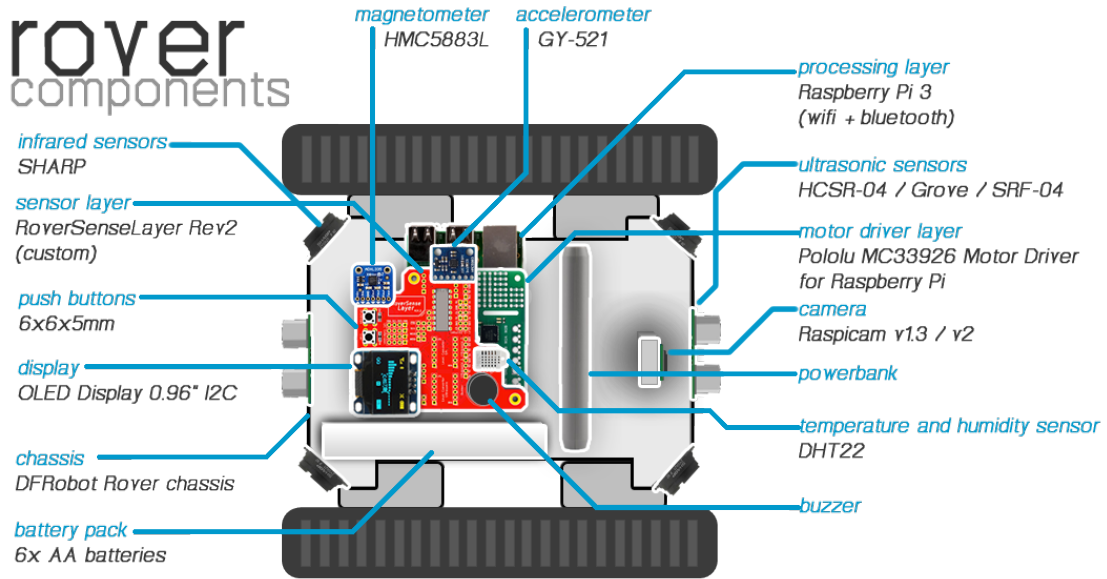 rover
components
magnetometer
HMC5883L
accelerometer
GY-521
infrared sensors
SHARP
sensor layer
RoverSenseLayer Rev2
(custom)
push buttons
6x6x5mm
display
OLED Display 0.96" I2C
chassis
DFRobot Rover chassis
battery pack
6x AA batteries
processing layer
Raspberry Pi 3
(wifi + bluetooth)
ultrasonic sensors
HCSR-04 / Grove / SRF-04
motor driver layer
Pololu MC33926 Motor Driver
for Raspberry Pi
camera
Raspicam v1.3 / v2
powerbank
temperature and humidity sensor
DHT22
buzzer
RoverSense
Layer